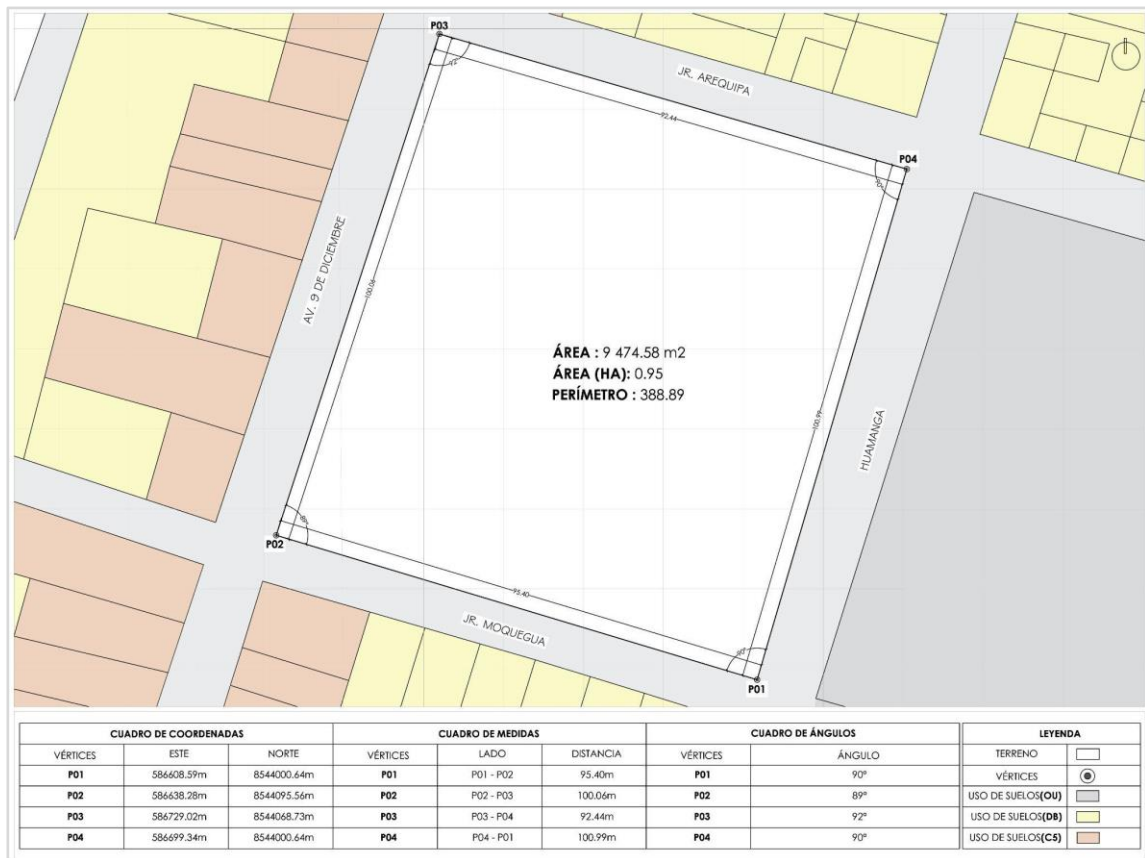 P03
JR. AREQUIPA
92.44
P04
92°
90°
AV. 9 DE DICIEMBRE
100.06
ÁREA : 9 474.58 m2
ÁREA (HA): 0.95
PERÍMETRO : 388.89
100.99
HUAMANGA
89°
P02
95.40
JR. MOQUEGUA
90°
P01
CUADRO DE COORDENADAS CUADRO DE MEDIDAS CUADRO DE ÁNGULOS LEYENDA
VÉRTICES ESTE NORTE VÉRTICES LADO DISTANCIA VÉRTICES ÁNGULO TERRENO
P01 586608.59m 8544000.64m P01 P01 - P02 95.40m P01 90° VÉRTICES
P02 586638.28m 8544095.56m P02 P02 - P03 100.06m P02 89° USO DE SUELOS(OU)
P03 586729.02m 8544068.73m P03 P03 - P04 92.44m P03 92° USO DE SUELOS(DB)
P04 586699.34m 8544000.64m P04 P04 - P01 100.99m P04 90° USO DE SUELOS(C5)